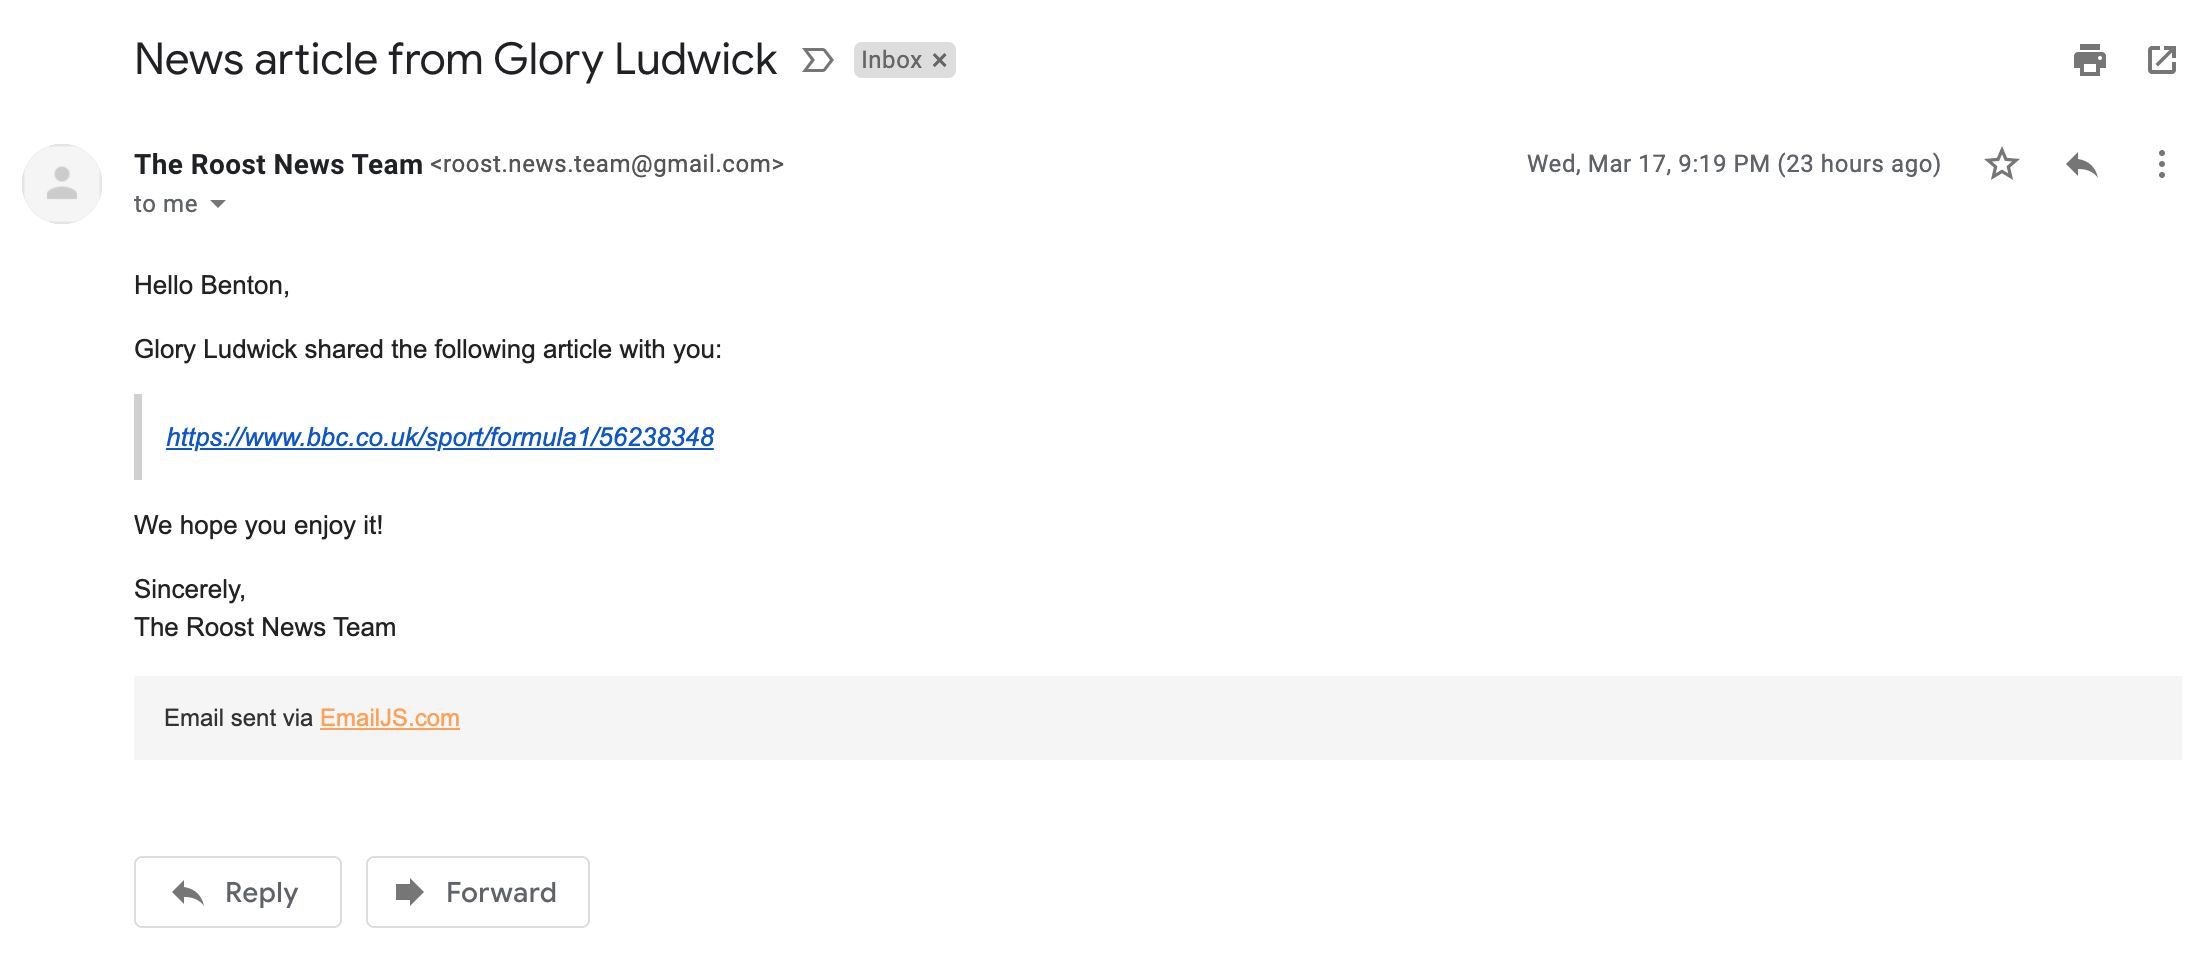 News article from Glory Ludwick Inbox ×
The Roost News Team <roost.news.team@gmail.com> Wed, Mar 17, 9:19 PM (23 hours ago)
to me
Hello Benton,
Glory Ludwick shared the following article with you:
https://www.bbc.co.uk/sport/formula1/56238348
We hope you enjoy it!
Sincerely,
The Roost News Team
Email sent via EmailJS.com
Reply Forward